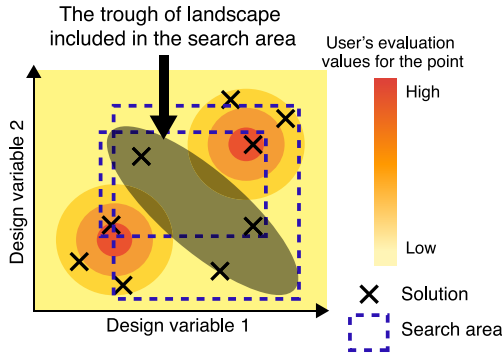 The trough of landscape
included in the search area
User's evaluation
values for the point
High
Low
Design variable 2
Design variable 1
Solution
Search area